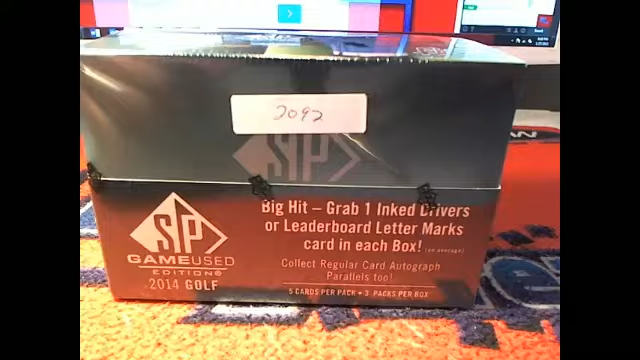 2092
SP
SP
GAMEUSED
EDITION®
2014 GOLF
Big Hit – Grab 1 Inked Drivers
or Leaderboard Letter Marks
card in each Box! (on average)
Collect Regular Card Autograph
Parallels too!
5 CARDS PER PACK • 3 PACKS PER BOX